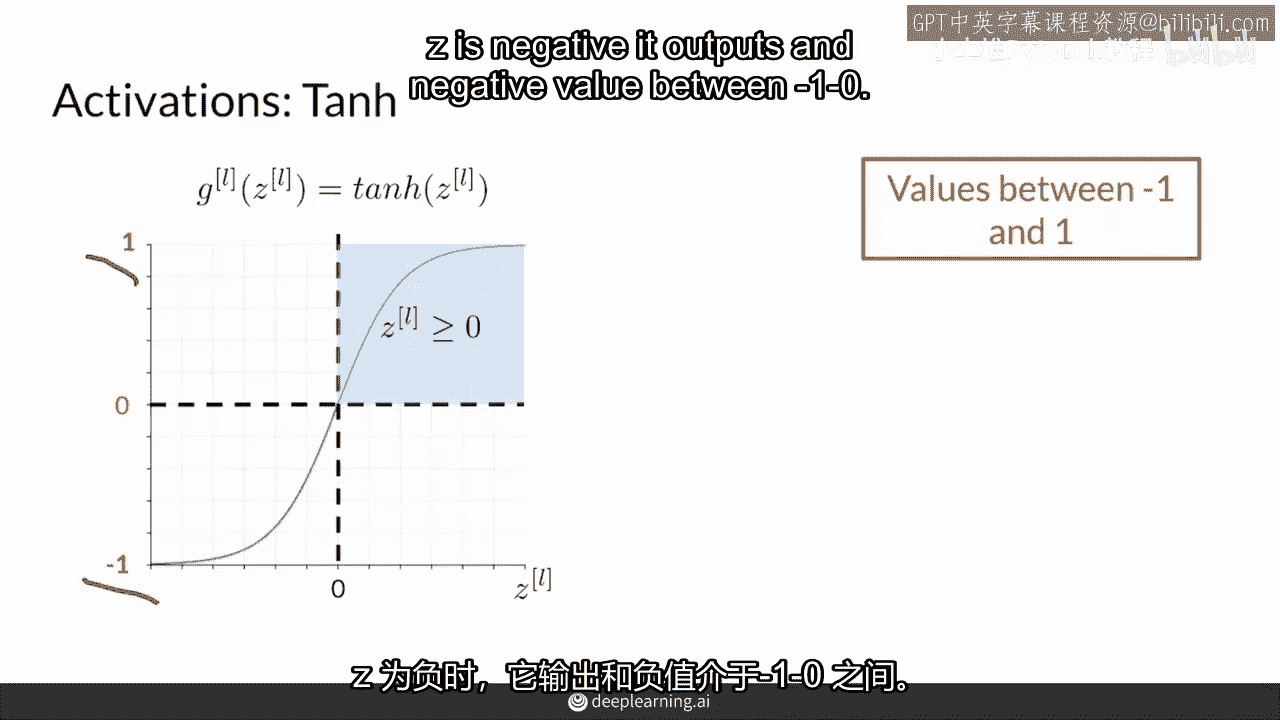 GPT中英字幕课程资源@bilibili.com
z is negative it outputs and
negative value between -1-0.
Activations: Tanh
g^{[l]}(z^{[l]}) = tanh(z^{[l]})
Values between -1
and 1
1
z^{[l]} ≥ 0
0
-1
0
z^{[l]}
z 为负时，它输出和负值介于-1-0 之间。
deeplearning.ai